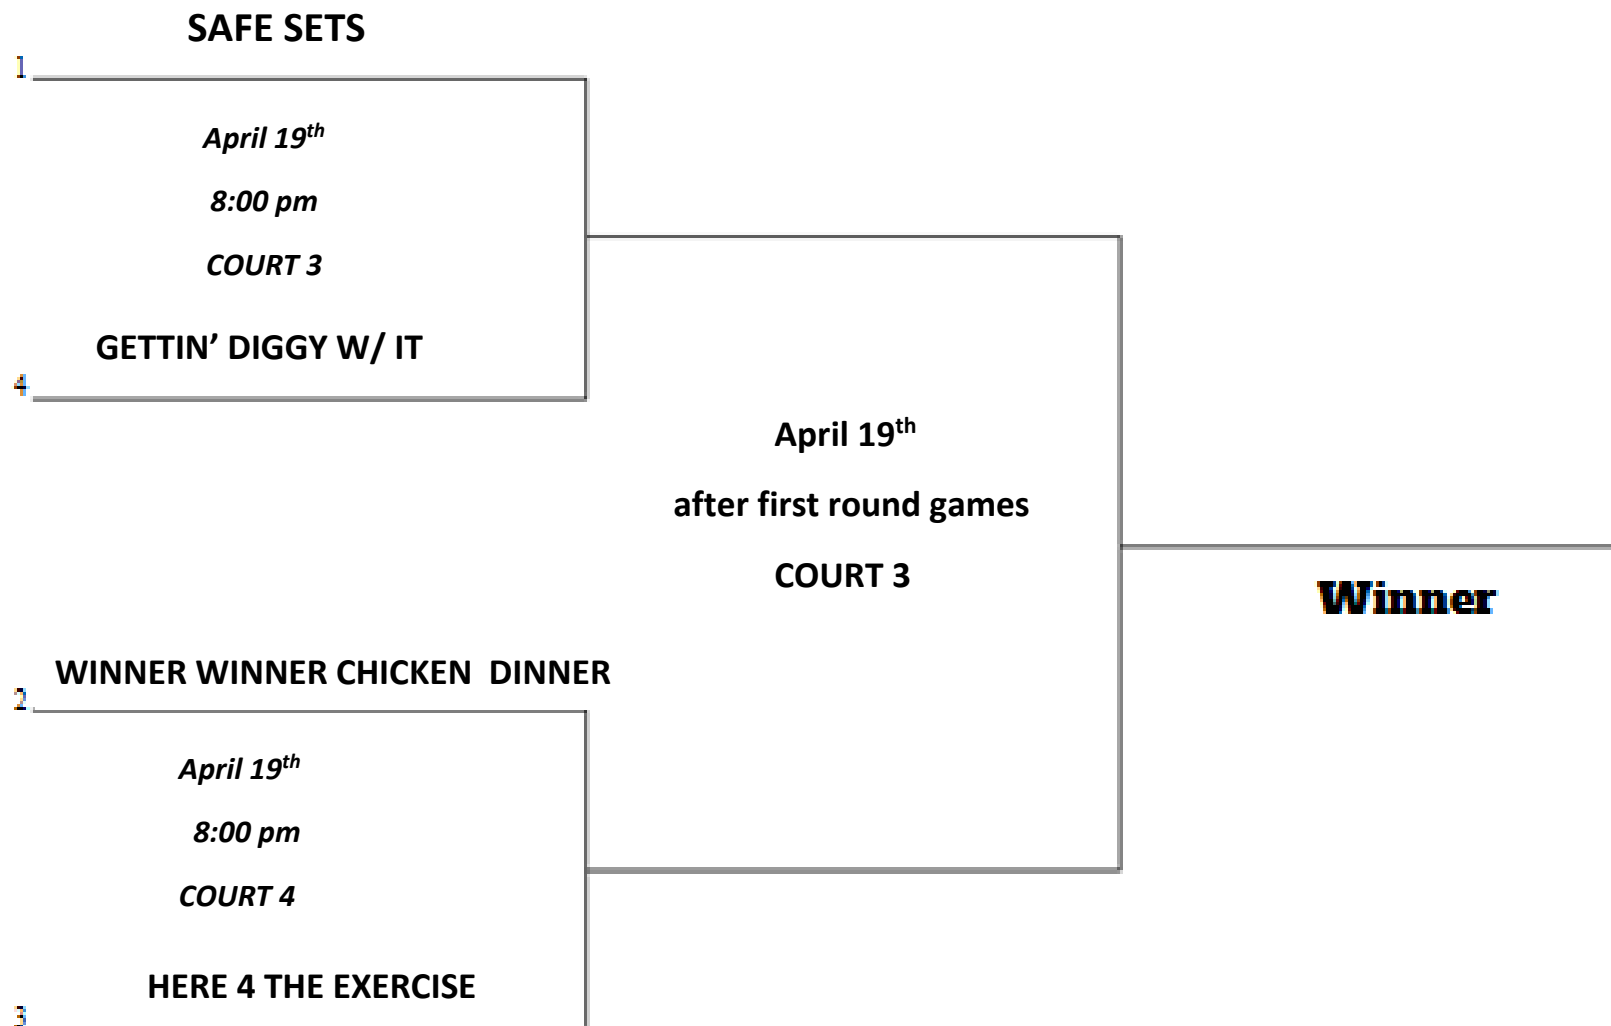 SAFE SETS
1
April 19th
8:00 pm
COURT 3
GETTIN’ DIGGY W/ IT
4
April 19th
after first round games
COURT 3
Winner
WINNER WINNER CHICKEN  DINNER
2
April 19th
8:00 pm
COURT 4
HERE 4 THE EXERCISE
3